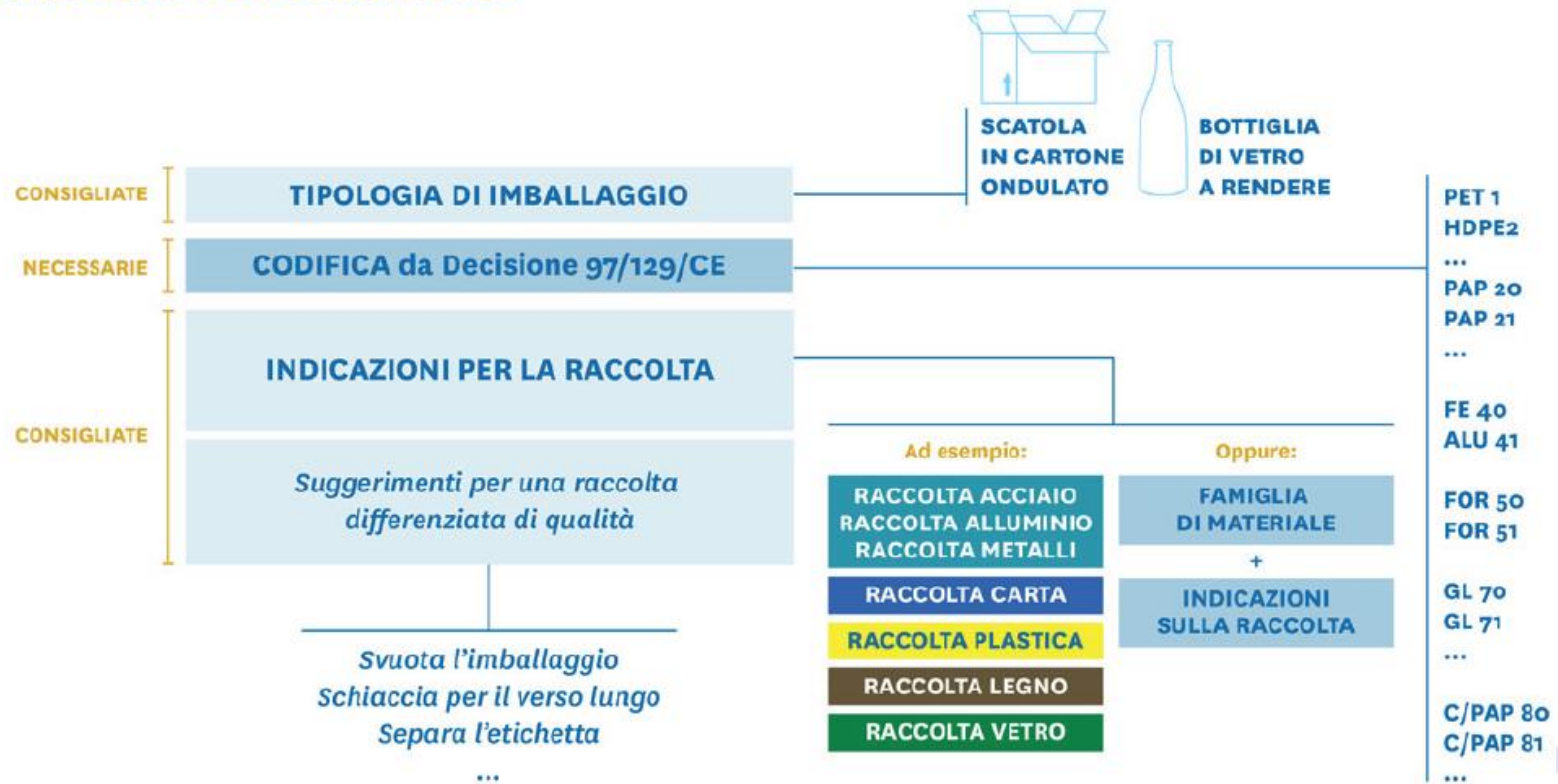 SCATOLA
IN CARTONE
ONDULATO
BOTTIGLIA
DI VETRO
A RENDERE
CONSIGLIATE
TIPOLOGIA DI IMBALLAGGIO
NECESSARIE
CODIFICA da Decisione 97/129/CE
CONSIGLIATE
INDICAZIONI PER LA RACCOLTA
Suggerimenti per una raccolta
differenziata di qualità
Svuota l'imballaggio
Schiaccia per il verso lungo
Separa l'etichetta
...
Ad esempio:
RACCOLTA ACCIAIO
RACCOLTA ALLUMINIO
RACCOLTA METALLI
RACCOLTA CARTA
RACCOLTA PLASTICA
RACCOLTA LEGNO
RACCOLTA VETRO
Oppure:
FAMIGLIA
DI MATERIALE
+
INDICAZIONI
SULLA RACCOLTA
PET 1
HDPE2
...
PAP 20
PAP 21
...
FE 40
ALU 41
FOR 50
FOR 51
GL 70
GL 71
...
C/PAP 80
C/PAP 81
...